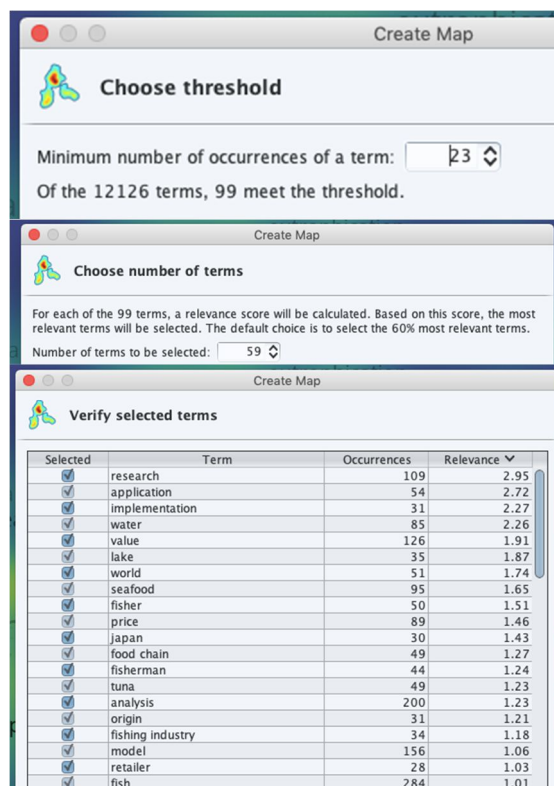 Create Map
Choose threshold
Minimum number of occurrences of a term: 23
Of the 12126 terms, 99 meet the threshold.
Create Map
Choose number of terms
For each of the 99 terms, a relevance score will be calculated. Based on this score, the most
relevant terms will be selected. The default choice is to select the 60% most relevant terms.
Number of terms to be selected: 59
Create Map
Verify selected terms
Selected Term Occurrences Relevance
research 109 2.95
application 54 2.72
implementation 31 2.27
water 85 2.26
value 126 1.91
lake 35 1.87
world 51 1.74
seafood 95 1.65
fisher 50 1.51
price 89 1.46
japan 30 1.43
food chain 49 1.27
fisherman 44 1.24
tuna 49 1.23
analysis 200 1.23
origin 31 1.21
fishing industry 34 1.18
model 156 1.06
retailer 28 1.03
fish 284 1.01